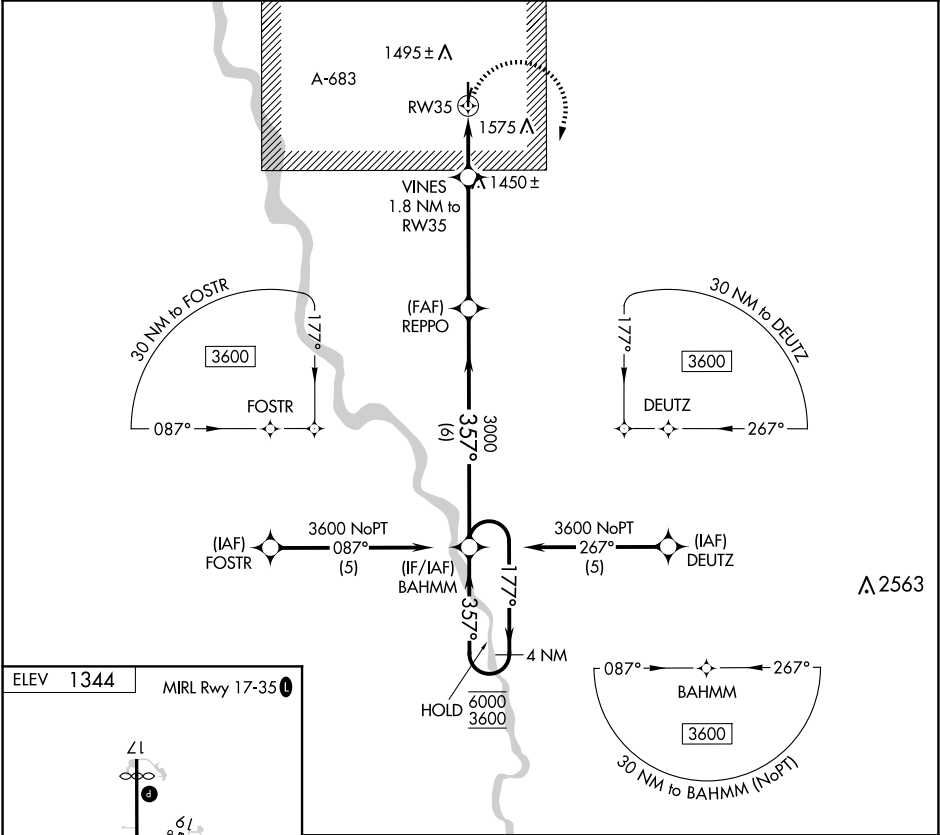 1495±
A-683
RW35
1575
VINES
1.8 NM to
RW35
1450±
(FAF)
REPPO
30 NM to FOSTR
177°
3600
FOSTR
087°
30 NM to DEUTZ
177°
3600
DEUTZ
267°
3000
357°
(6)
(IAF)
FOSTR
3600 NoPT
087°
(5)
(IF/IAF)
BAHMM
3600 NoPT
267°
(5)
(IAF)
DEUTZ
177°
357°
2563
4 NM
HOLD
6000
3600
087°
267°
BAHMM
3600
30 NM to BAHMM (NoPT)
ELEV 1344
MIRL Rwy 17-35 L
17
P